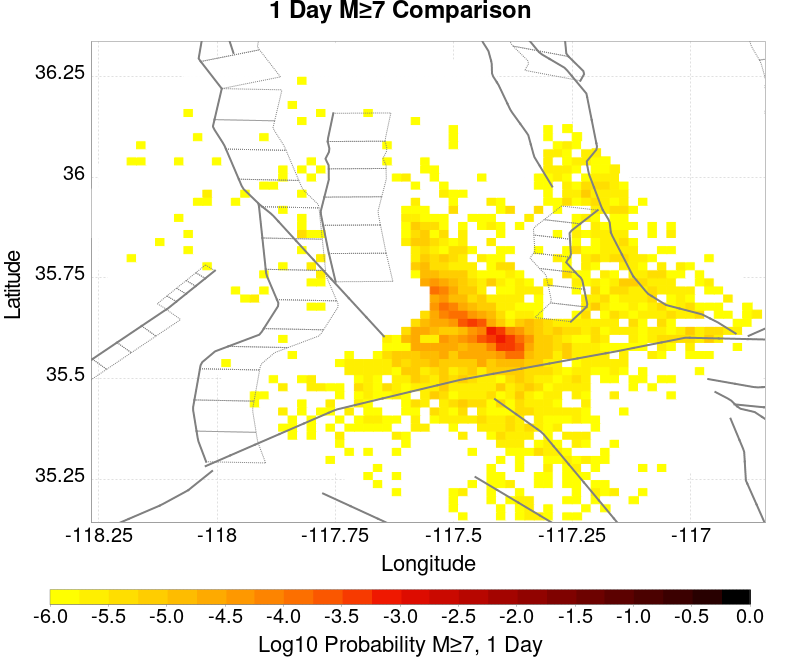 1 Day M≥7 Comparison
36.25
36
35.75
35.5
35.25
Latitude
-118.25 -118 -117.75 -117.5 -117.25 -117
Longitude
-6.0 -5.5 -5.0 -4.5 -4.0 -3.5 -3.0 -2.5 -2.0 -1.5 -1.0 -0.5 0.0
Log10 Probability M≥7, 1 Day